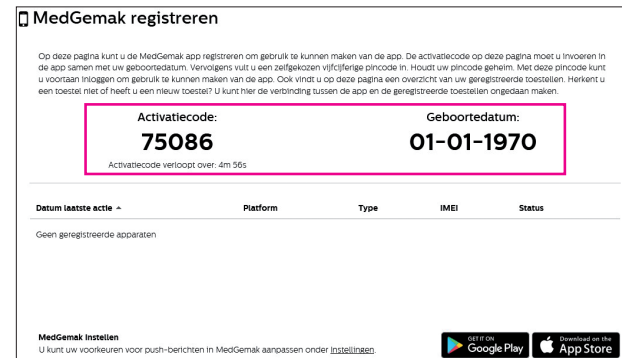 MedGemak registreren
Op deze pagina kunt u de MedGemak app registreren om gebruik te kunnen maken van de app. De activatiecode op deze pagina moet u invoeren in
de app samen met uw geboortedatum. Vervolgens vult u een zelfgekozen vijfcijferige pincode in. Houdt uw pincode geheim. Met deze pincode kunt
u voortaan inloggen om gebruik te kunnen maken van de app. Ook vindt u op deze pagina een overzicht van uw geregistreerde toestellen. Herkent u
een toestel niet of heeft u een nieuw toestel? U kunt hier de verbinding tussen de app en de geregistreerde toestellen ongedaan maken.
Activatiecode: Geboortedatum:
75086 01-01-1970
Activatiecode verloopt over: 4m 56s
Datum laatste actie Platform Type IMEI Status
Geen geregistreerde apparaten
MedGemak Instellen
U kunt uw voorkeuren voor push-berichten in MedGemak aanpassen onder Instellingen.
GET IT ON Google Play Download on the App Store